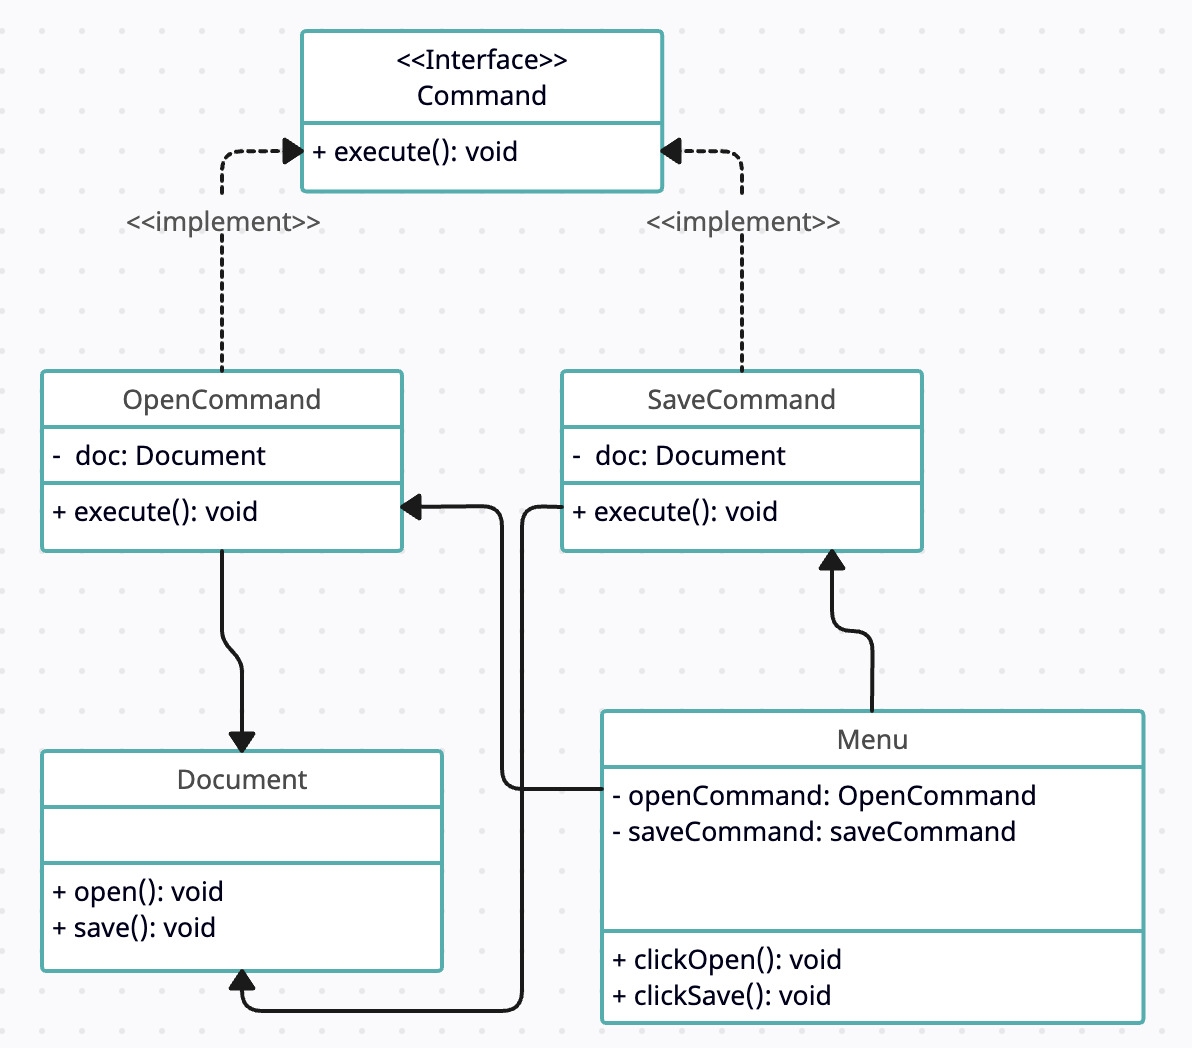 <<Interface>>
Command
+ execute(): void
<<implement>>
<<implement>>
OpenCommand
- doc: Document
+ execute(): void
SaveCommand
- doc: Document
+ execute(): void
Document
+ open(): void
+ save(): void
Menu
- openCommand: OpenCommand
- saveCommand: saveCommand
+ clickOpen(): void
+ clickSave(): void